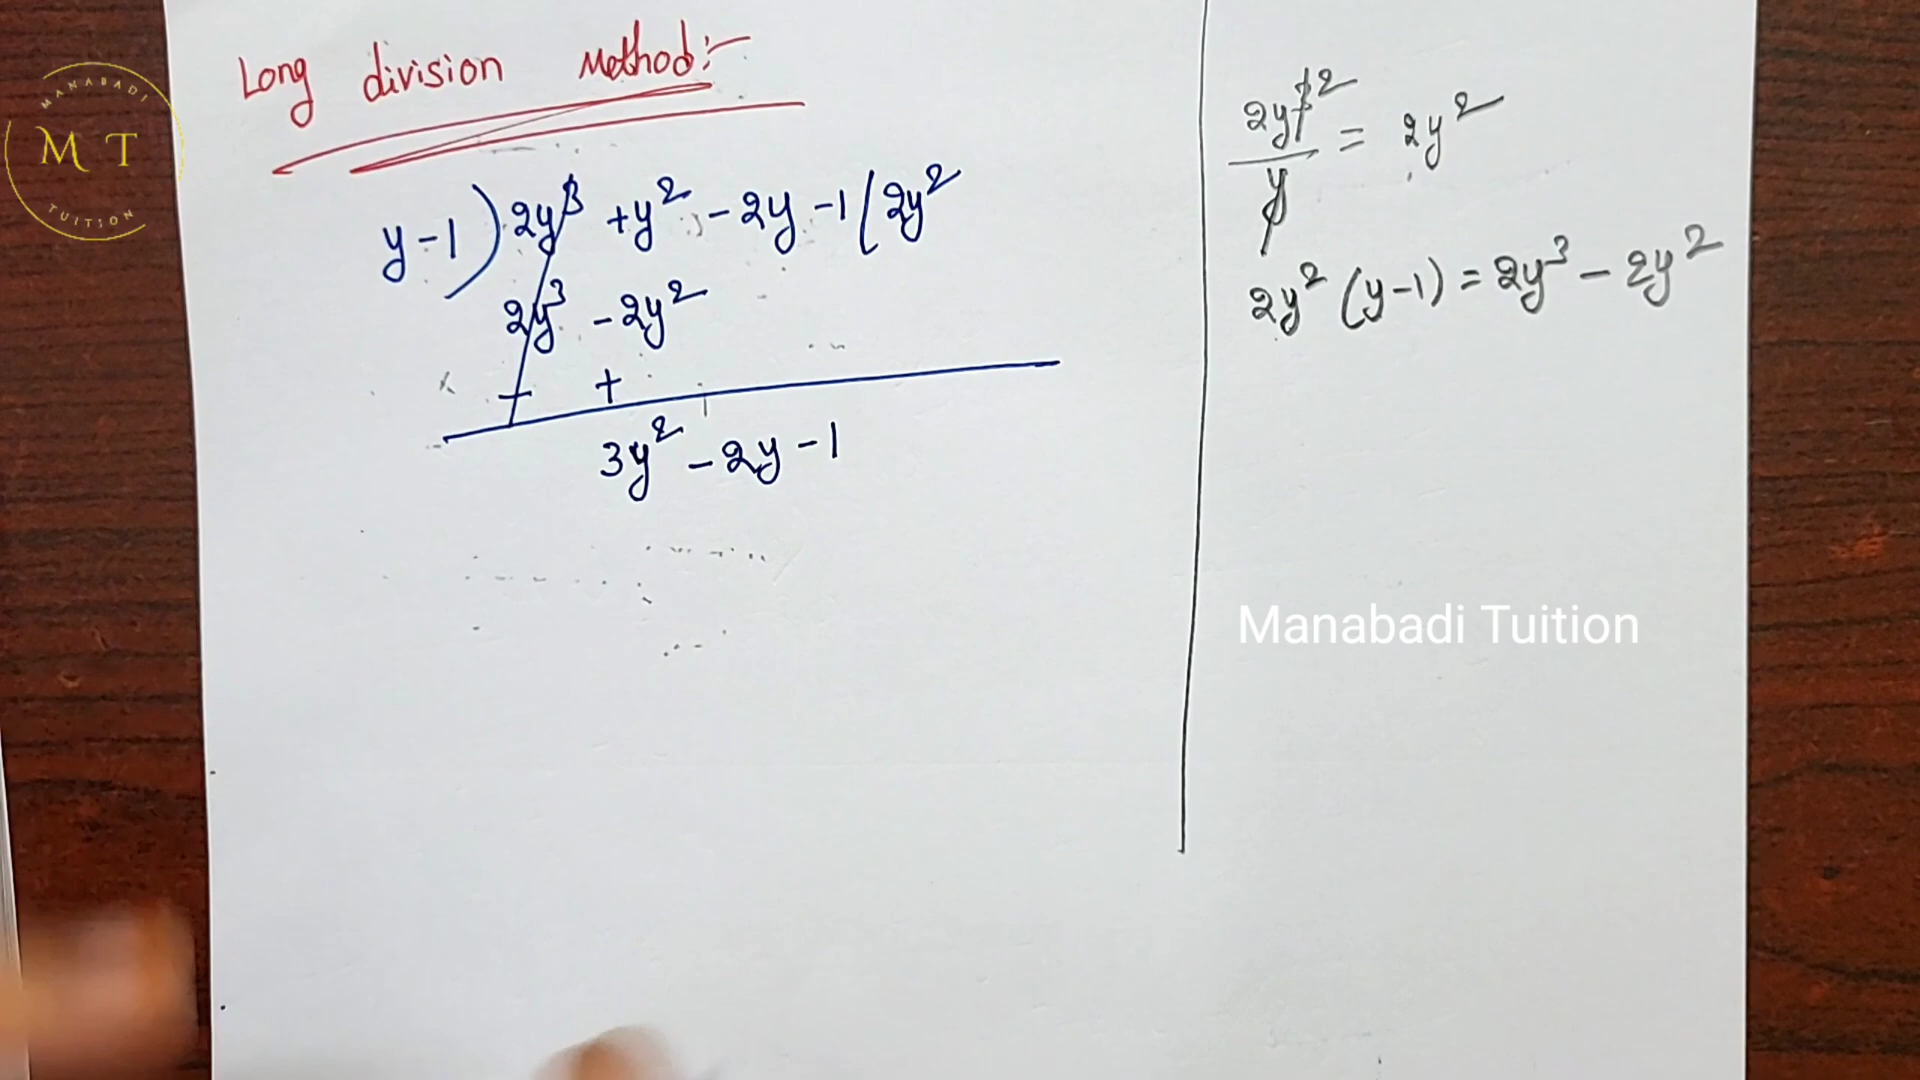 MANABADI
M T
TUITION
Long division Method:-
y-1) 2y³ +y² -2y -1 (2y²
2y³ -2y²
- +
3y² -2y -1
2y³ ² / y = 2y²
2y² (y-1) = 2y³ - 2y²
Manabadi Tuition